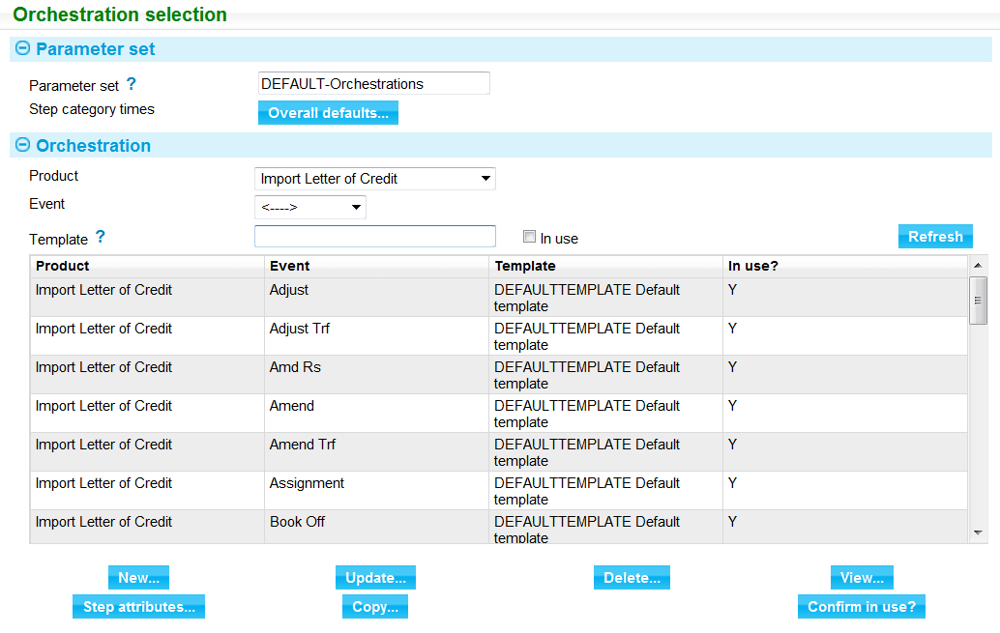 Orchestration selection
Parameter set
Parameter set ? DEFAULT-Orchestrations
Step category times Overall defaults...
Orchestration
Product Import Letter of Credit
Event <---->
Template ? In use Refresh
Product Event Template In use?
Import Letter of Credit Adjust DEFAULTTEMPLATE Default Y
template
Import Letter of Credit Adjust Trf DEFAULTTEMPLATE Default Y
template
Import Letter of Credit Amd Rs DEFAULTTEMPLATE Default Y
template
Import Letter of Credit Amend DEFAULTTEMPLATE Default Y
template
Import Letter of Credit Amend Trf DEFAULTTEMPLATE Default Y
template
Import Letter of Credit Assignment DEFAULTTEMPLATE Default Y
template
Import Letter of Credit Book Off DEFAULTTEMPLATE Default Y
template
New... Update... Delete... View...
Step attributes... Copy... Confirm in use?